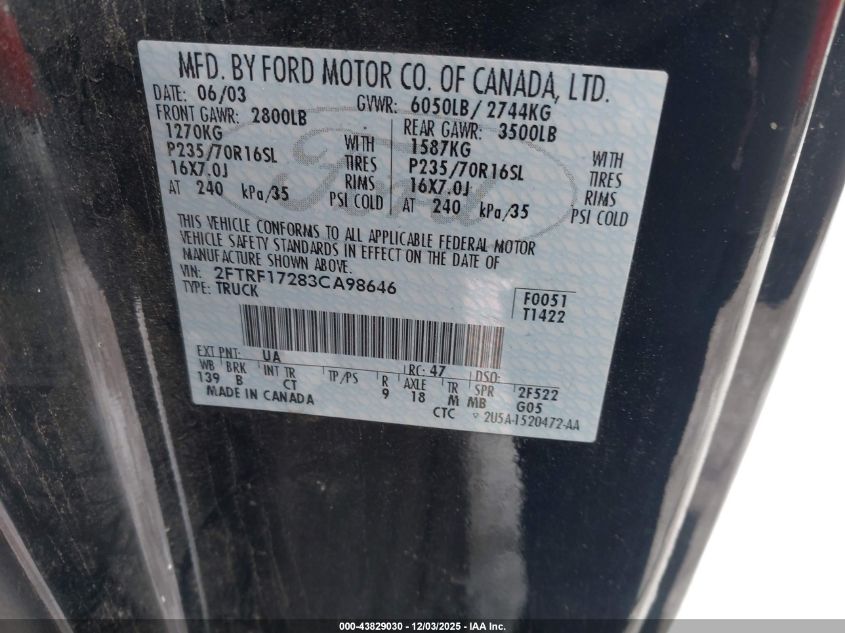 MFD. BY FORD MOTOR CO. OF CANADA, LTD.
DATE: 06/03 GVWR: 6050LB/ 2744KG
FRONT GAWR: 2800LB REAR GAWR: 3500LB
1270KG WITH 1587KG WITH
P235/70R16SL TIRES P235/70R16SL TIRES
16X7.0J RIMS 16X7.0J RIMS
AT 240 kPa/35 PSI COLD AT 240 kPa/35 PSI COLD
Ford
THIS VEHICLE CONFORMS TO ALL APPLICABLE FEDERAL MOTOR
VEHICLE SAFETY STANDARDS IN EFFECT ON THE DATE OF
MANUFACTURE SHOWN ABOVE.
VIN: 2FTRF17283CA98646
TYPE: TRUCK
F0051
T1422
EXT PNT: UA RC: 47 DSO:
WB BRK INT TR TP/PS R AXLE TR SPR 2F522
139 B CT 9 18 M MB G05
MADE IN CANADA CTC 2U5A-1520472-AA
000-43829030 - 12/03/2025 - IAA Inc.